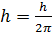 h = h/2π